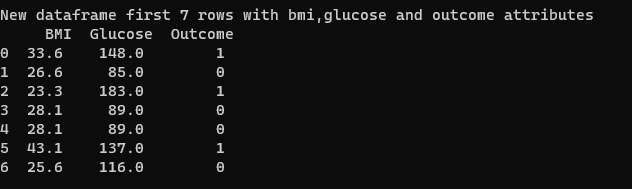 New dataframe first 7 rows with bmi,glucose and outcome attributes
BMI Glucose Outcome
0 33.6 148.0 1
1 26.6 85.0 0
2 23.3 183.0 1
3 28.1 89.0 0
4 28.1 89.0 0
5 43.1 137.0 1
6 25.6 116.0 0